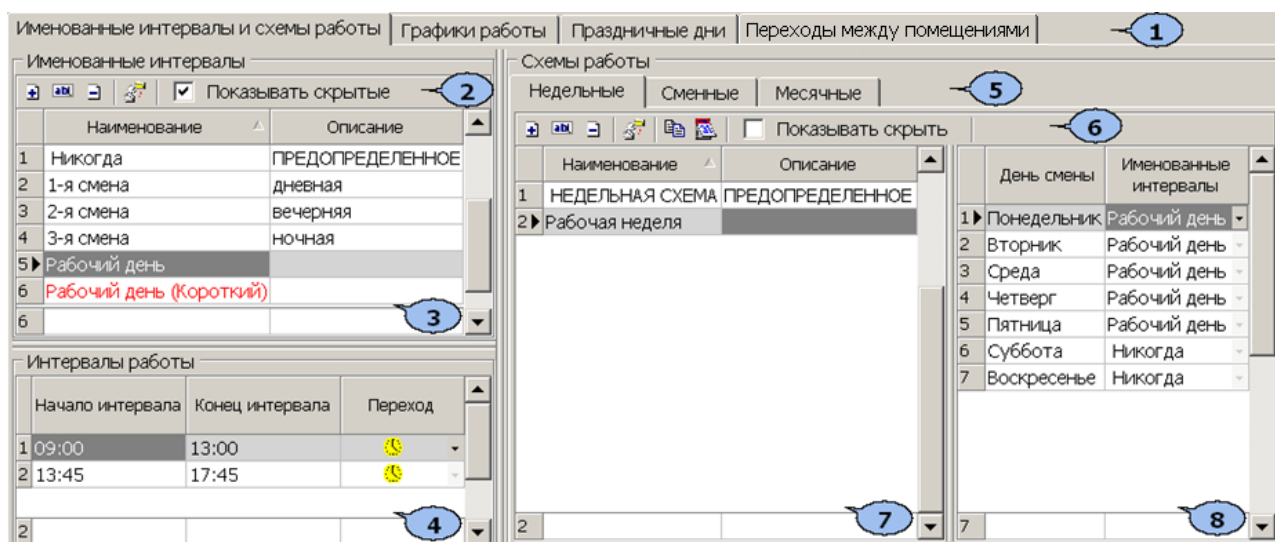 Именованные интервалы и схемы работы Графики работы Праздничные дни Переходы между помещениями 1
Именованные интервалы
ab Показывать скрытые 2
Наименование Описание
1 Никогда ПРЕДОПРЕДЕЛЕННОЕ
2 1-я смена дневная
3 2-я смена вечерняя
4 3-я смена ночная
5 Рабочий день
6 Рабочий день (Короткий)
6 3
Интервалы работы
Начало интервала Конец интервала Переход
1 09:00 13:00
2 13:45 17:45
2 4
Схемы работы
Недельные Сменные Месячные 5
ab Показывать скрыть 6
Наименование Описание
1 НЕДЕЛЬНАЯ СХЕМА ПРЕДОПРЕДЕЛЕННОЕ
2 Рабочая неделя
2 7
День смены Именованные
интервалы
1 Понедельник Рабочий день
2 Вторник Рабочий день
3 Среда Рабочий день
4 Четверг Рабочий день
5 Пятница Рабочий день
6 Суббота Никогда
7 Воскресенье Никогда
7 8